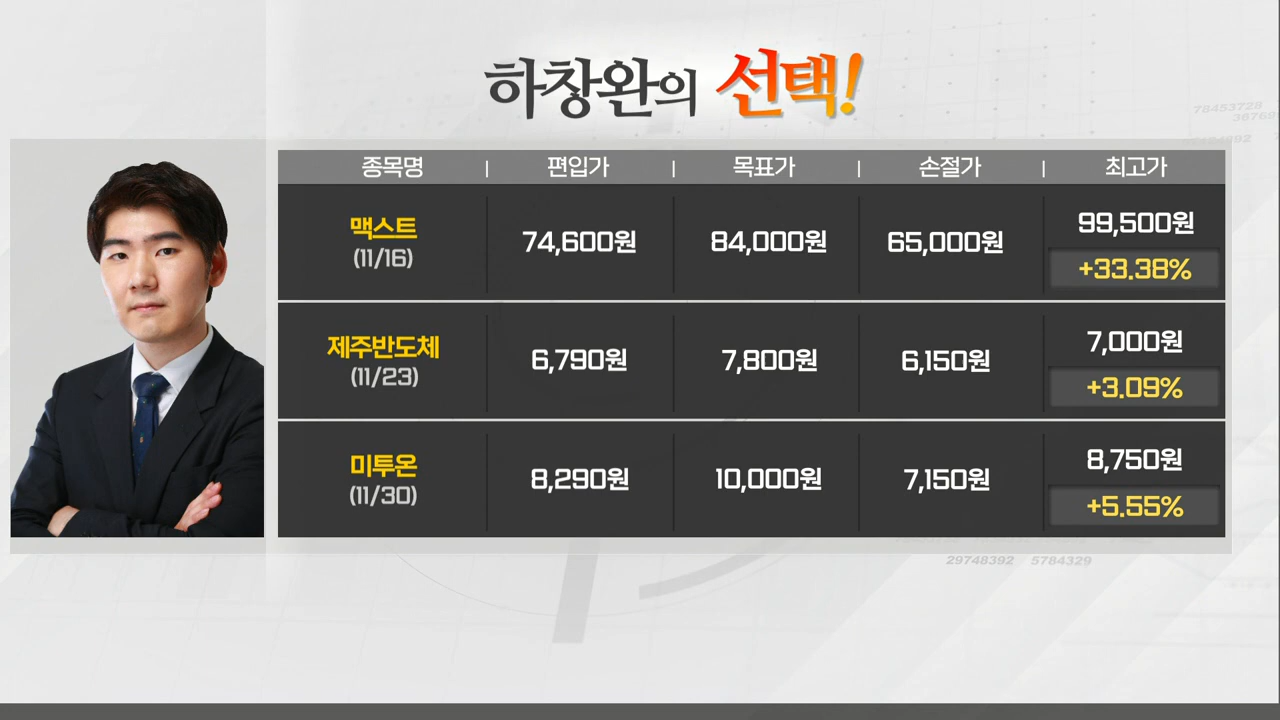 하창완의 선택!
78453728
종목명 | 편입가 | 목표가 | 손절가 | 최고가
맥스트 74,600원 84,000원 65,000원 99,500원
(11/16) +33.38%
제주반도체 6,790원 7,800원 6,150원 7,000원
(11/23) +3.09%
미투온 8,290원 10,000원 7,150원 8,750원
(11/30) +5.55%
29748392 5784329